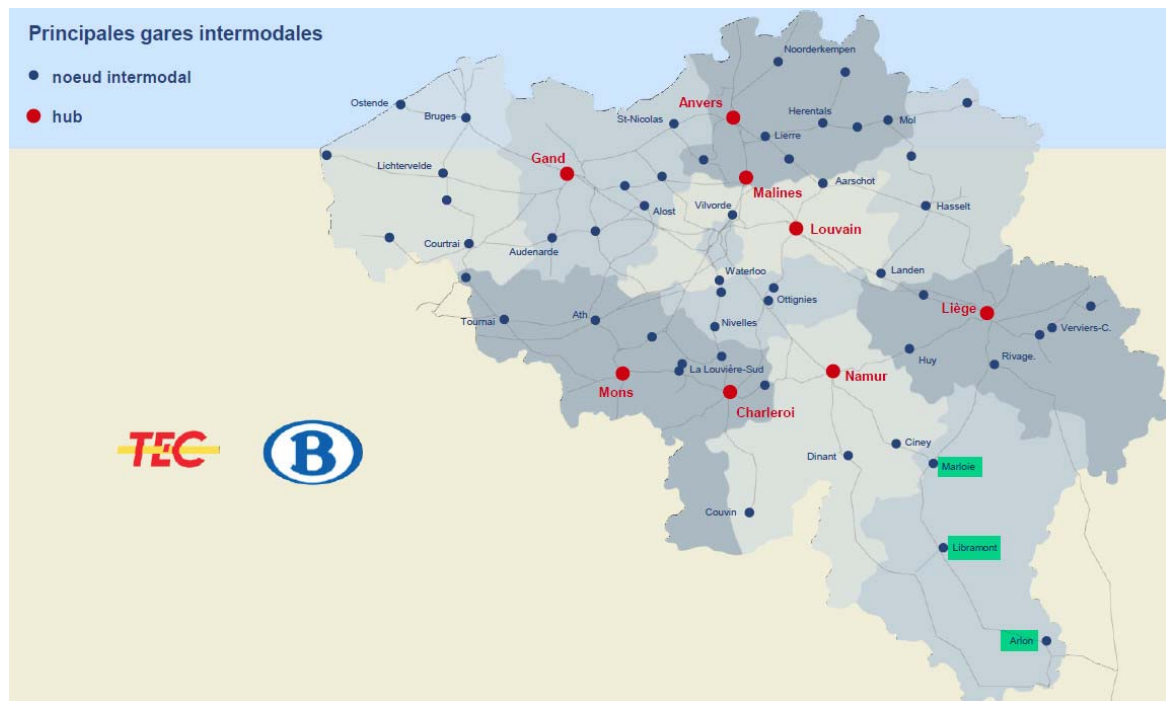 Principales gares intermodales
noeud intermodal
hub
Noorderkempen
Ostende
Bruges
Anvers
St-Nicolas
Herentals
Mol
Lierre
Gand
Lichtervelde
Malines
Aarschot
Alost
Vilvorde
Hasselt
Louvain
Courtrai
Audenarde
Waterloo
Landen
Ottignies
Liège
Tournai
Ath
Nivelles
Verviers-C.
Huy
Rivage.
La Louvière-Sud
Namur
Mons
Charleroi
TEC
B
Ciney
Dinant
Marloie
Couvin
Libramont
Arlon